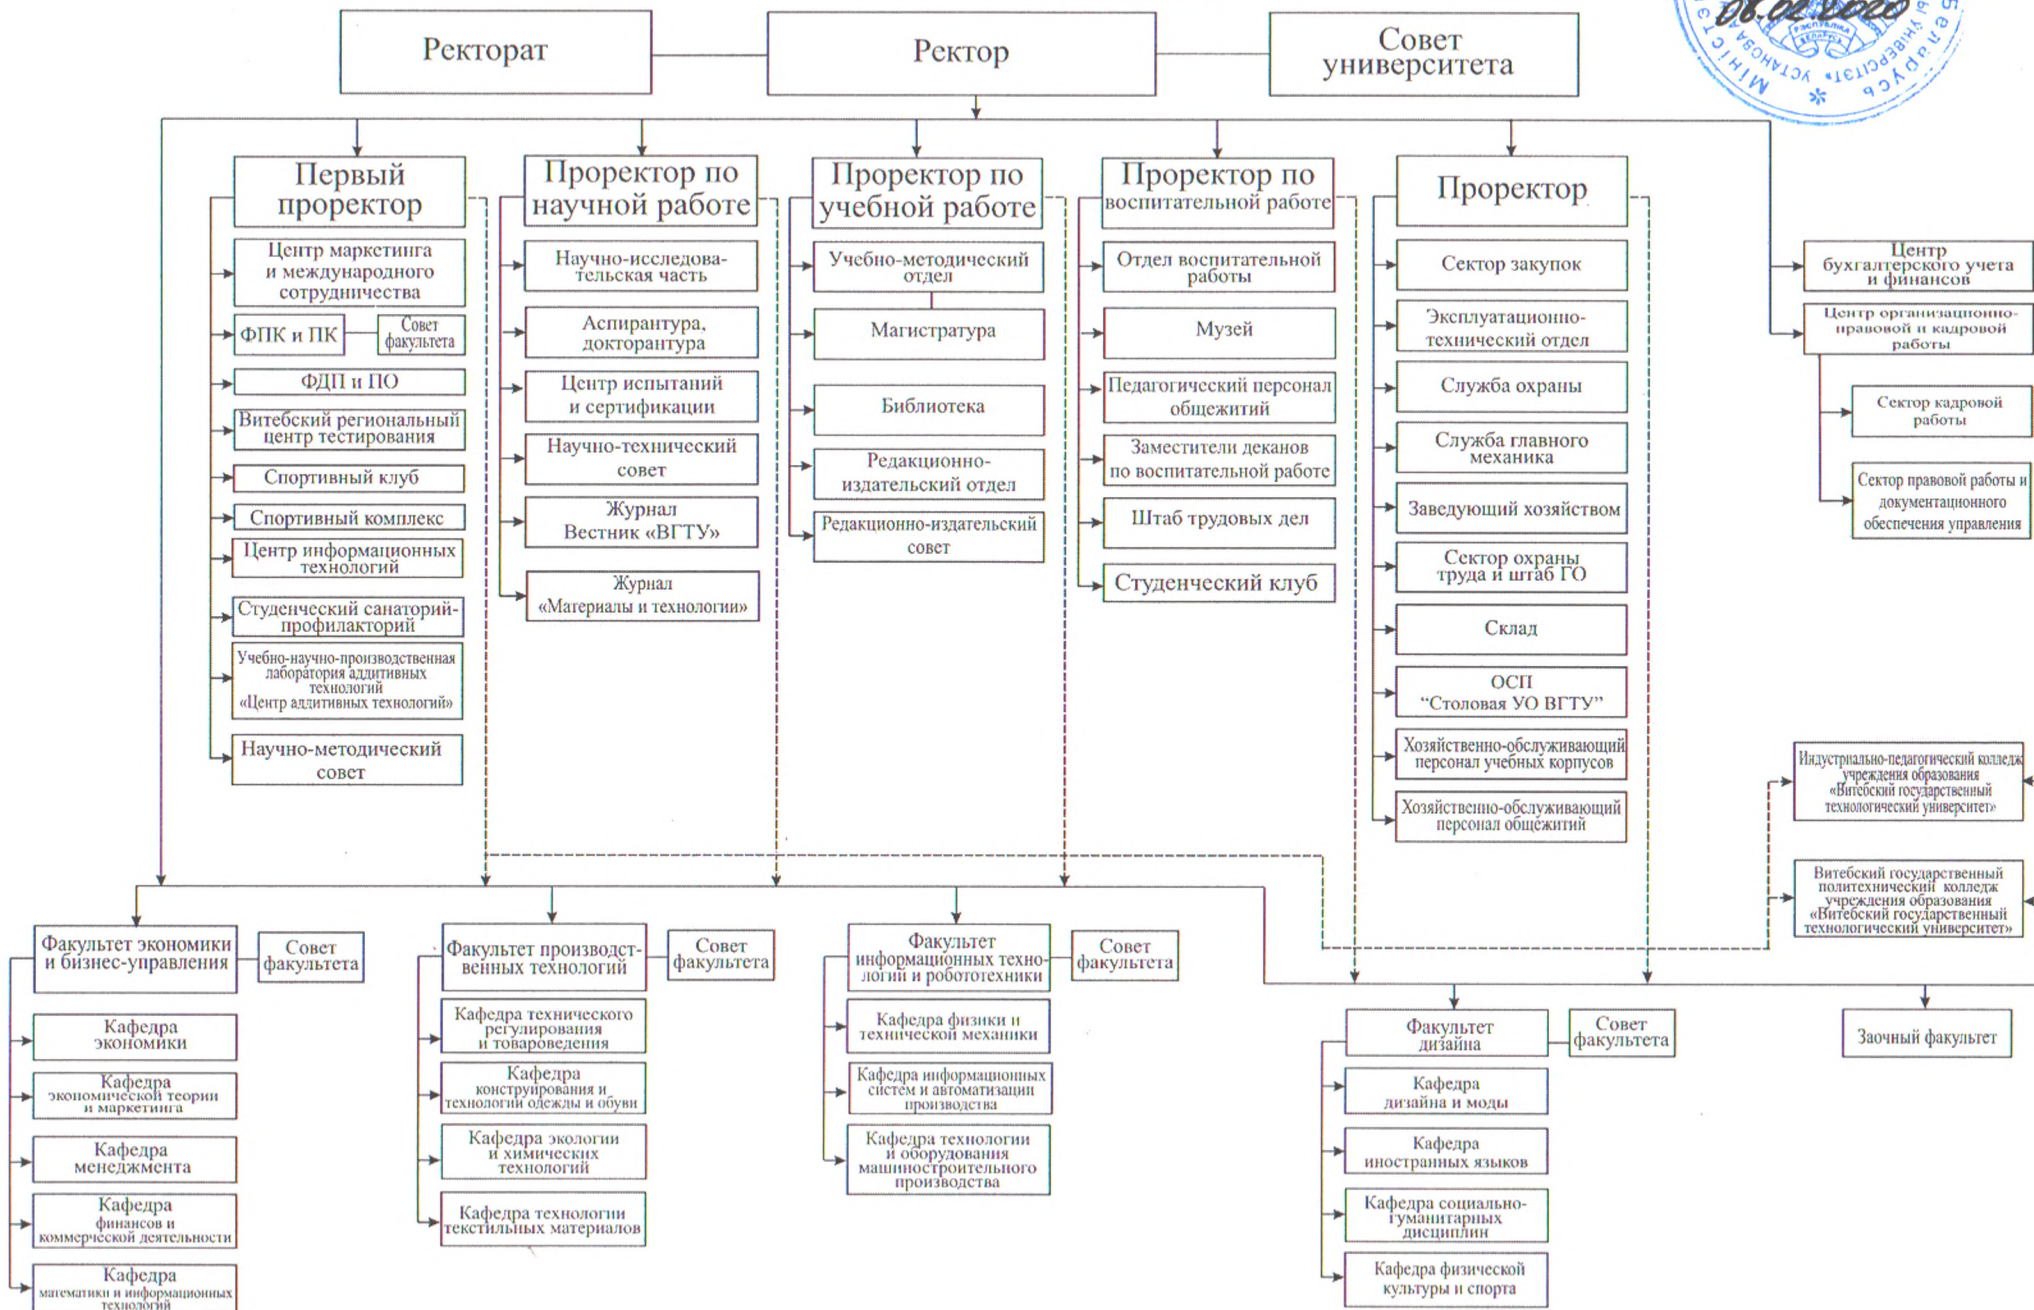 Ректорат
Ректор
Совет
университета
08.02.2020
Первый
проректор
Центр маркетинга
и международного
сотрудничества
ФПК и ПК
Совет
факультета
ФДП и ПО
Витебский региональный
центр тестирования
Спортивный клуб
Спортивный комплекс
Центр информационных
технологий
Студенческий санаторий-
профилакторий
Учебно-научно-производственная
лаборатория аддитивных
технологий
«Центр аддитивных технологий»
Научно-методический
совет
Проректор по
научной работе
Научно-исследова-
тельская часть
Аспирантура,
докторантура
Центр испытаний
и сертификации
Научно-технический
совет
Журнал
Вестник «ВГТУ»
Журнал
«Материалы и технологии»
Проректор по
учебной работе
Учебно-методический
отдел
Магистратура
Библиотека
Редакционно-
издательский отдел
Редакционно-издательский
совет
Проректор по
воспитательной работе
Отдел воспитательной
работы
Музей
Педагогический персонал
общежитий
Заместители деканов
по воспитательной работе
Штаб трудовых дел
Студенческий клуб
Проректор
Сектор закупок
Эксплуатационно-
технический отдел
Служба охраны
Служба главного
механика
Заведующий хозяйством
Сектор охраны
труда и штаб ГО
Склад
ОСП
“Столовая УО ВГТУ”
Хозяйственно-обслуживающий
персонал учебных корпусов
Хозяйственно-обслуживающий
персонал общежитий
Центр
бухгалтерского учета
и финансов
Центр организационно-
правовой и кадровой
работы
Сектор кадровой
работы
Сектор правовой работы и
документационного
обеспечения управления
Индустриально-педагогический колледж
учреждения образования
«Витебский государственный
технологический университет»
Витебский государственный
политехнический колледж
учреждения образования
«Витебский государственный
технологический университет»
Факультет экономики
и бизнес-управления
Совет
факультета
Кафедра
экономики
Кафедра
экономической теории
и маркетинга
Кафедра
менеджмента
Кафедра
финансов и
коммерческой деятельности
Кафедра
математики и информационных
технологий
Факультет производст-
венных технологий
Совет
факультета
Кафедра технического
регулирования
и товароведения
Кафедра
конструирования и
технологии одежды и обуви
Кафедра экологии
и химических
технологий
Кафедра технологии
текстильных материалов
Факультет
информационных техно-
логий и робототехники
Совет
факультета
Кафедра физики и
технической механики
Кафедра информационных
систем и автоматизации
производства
Кафедра технологии
и оборудования
машиностроительного
производства
Факультет
дизайна
Совет
факультета
Кафедра
дизайна и моды
Кафедра
иностранных языков
Кафедра социально-
гуманитарных
дисциплин
Кафедра физической
культуры и спорта
Заочный факультет